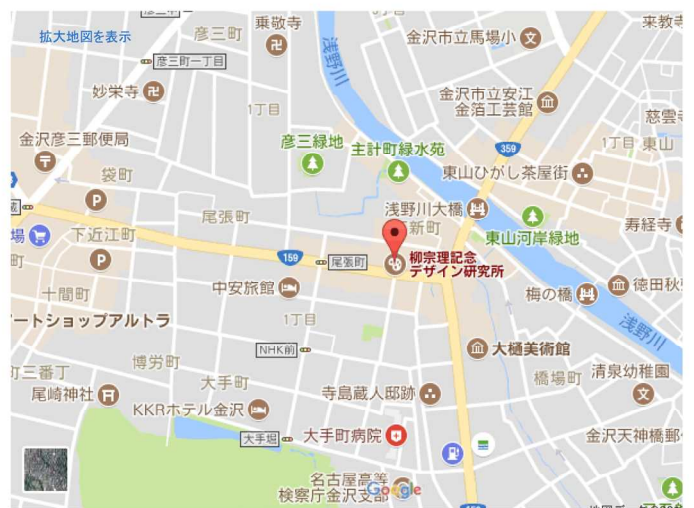 乗敬寺
来教寺
彦三町
金沢市立馬場小
拡大地図を表示
彦三町一丁目
浅野川
妙栄寺
金沢市立安江
金箔工芸館
1丁目
慈雲寺
金沢彦三郵便局
彦三緑地
主計町緑水苑
359
1丁目 東山
袋町
東山ひがし茶屋街
尾張町
浅野川大橋
新町
東山河岸緑地
寿経寺
場
下近江町
159
尾張町
柳宗理記念
デザイン研究所
町
中安旅館
梅の橋
徳田秋
十間町
ートショップアルトラ
1丁目
浅野川
NHK前
大樋美術館
博労町
町三番丁
大手町
橋場町
清泉幼稚園
尾崎神社
寺島蔵人邸跡
KKRホテル金沢
大手堀
大手町病院
金沢天神橋郵
名古屋高等
検察庁金沢支部
Google